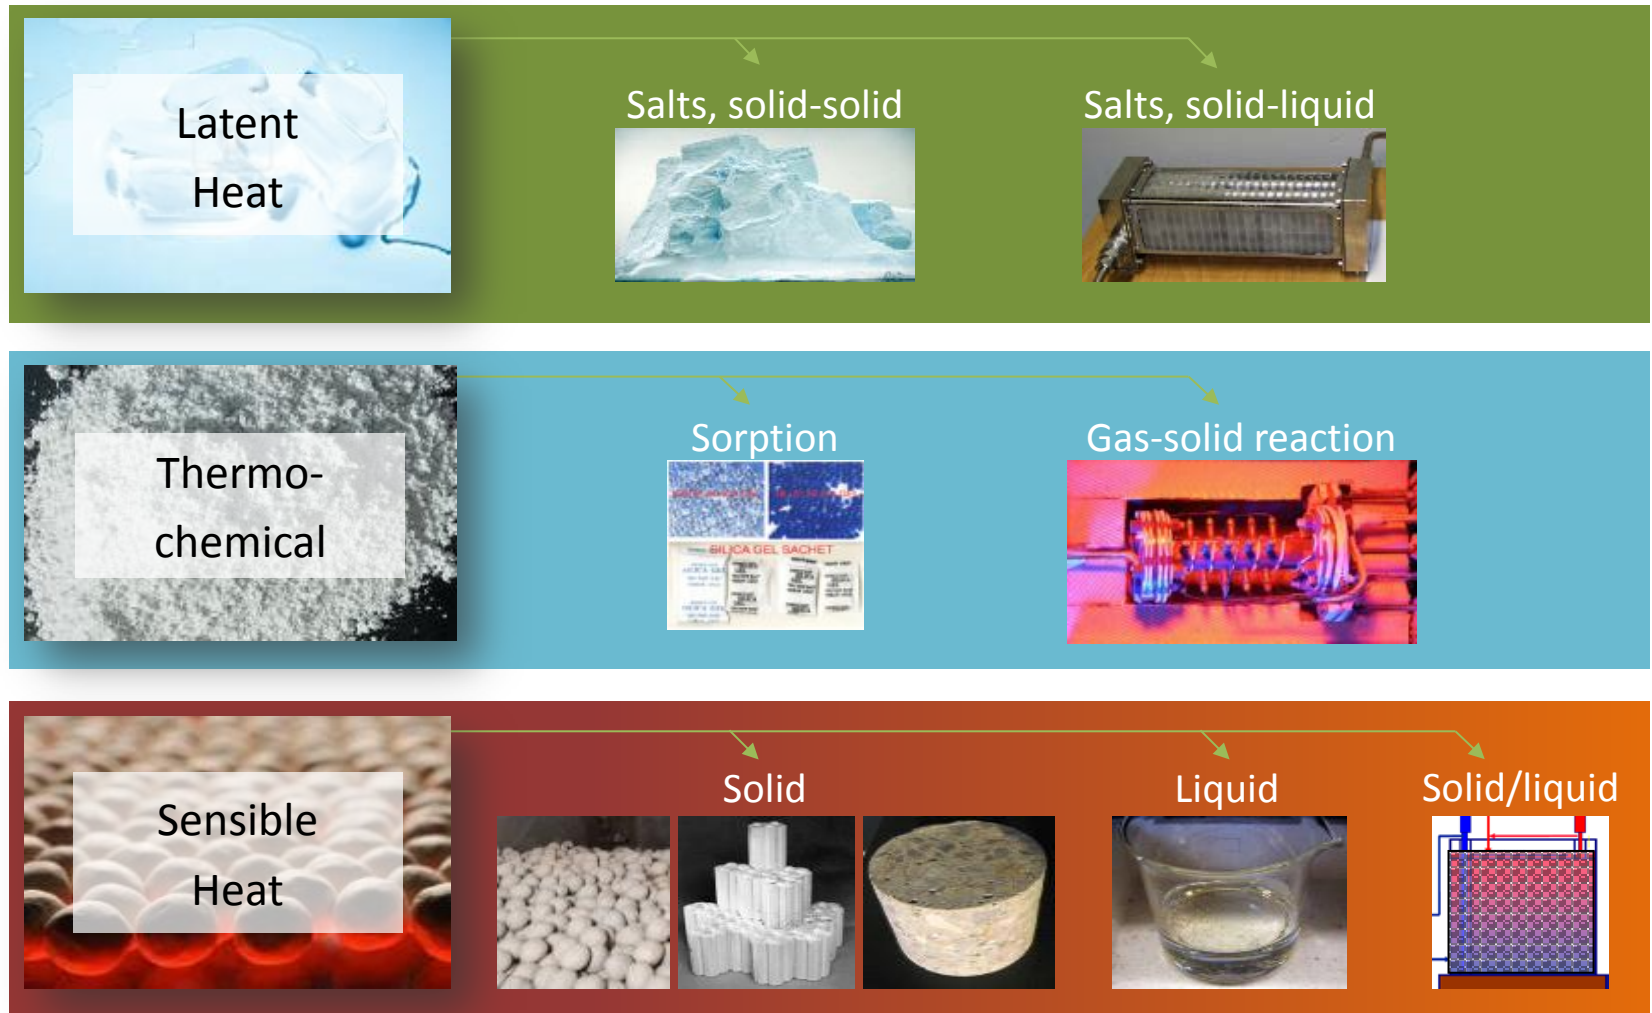 Latent
Heat
Salts, solid-solid
Salts, solid-liquid
Thermo-
chemical
Sorption
Gas-solid reaction
SILICA GEL SACHET
Sensible
Heat
Solid
Liquid
Solid/liquid